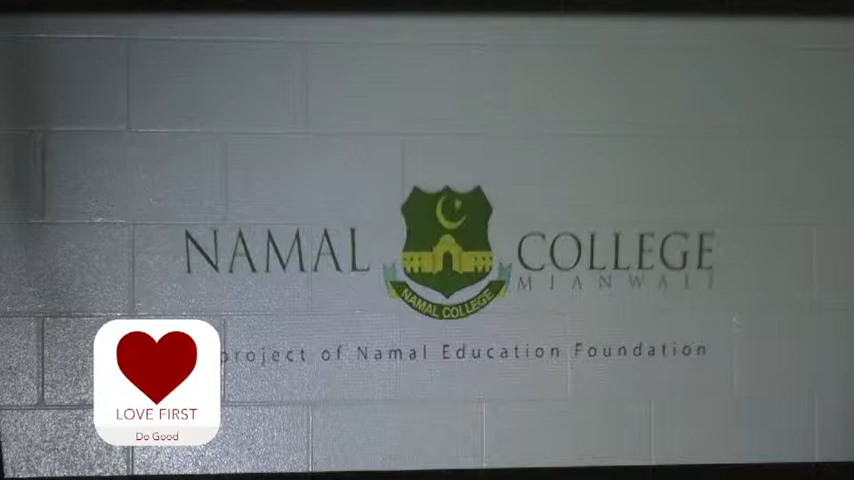 NAMAL COLLEGE
MIANWALI
NAMAL COLLEGE
project of Namal Education Foundation
LOVE FIRST
Do Good